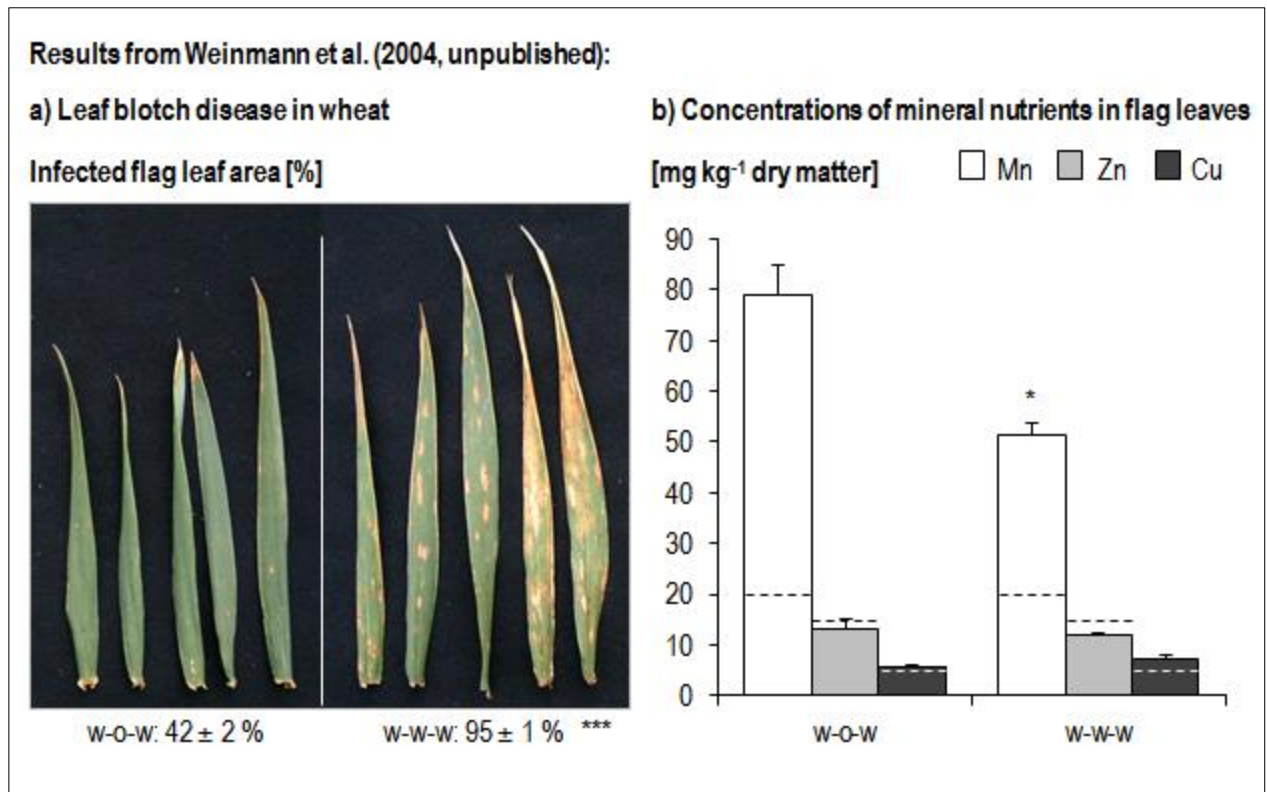 Results from Weinmann et al. (2004, unpublished):
a) Leaf blotch disease in wheat
Infected flag leaf area [%]
w-o-w: 42 ± 2 %
w-w-w: 95 ± 1 % ***
b) Concentrations of mineral nutrients in flag leaves
[mg kg⁻¹ dry matter]
Mn
Zn
Cu
90
80
70
60
50
40
30
20
10
0
*
w-o-w
w-w-w